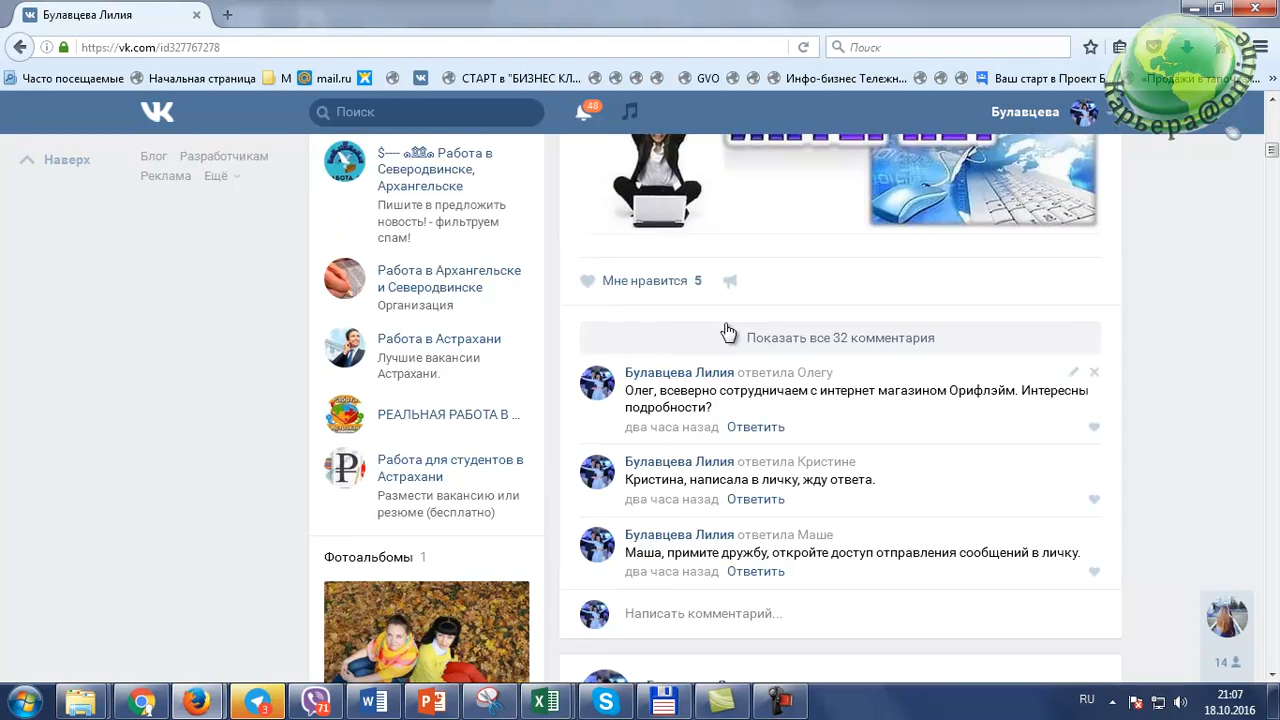 Булавцева Лилия
https://vk.com/id327767278
Поиск
Часто посещаемые
Начальная страница
М
mail.ru
СТАРТ в "БИЗНЕС КЛ...
GVO
Инфо-бизнес Тележн...
Ваш старт в Проект Б
«Продажи в тапочка
Карьера@online
Поиск
48
Булавцева
Наверх
Блог Разработчикам
Реклама Ещё
Работа в
Северодвинске,
Архангельске
Пишите в предложить
новость! - фильтруем
спам!
Работа в Архангельске
и Северодвинске
Организация
Работа в Астрахани
Лучшие вакансии
Астрахани.
РЕАЛЬНАЯ РАБОТА В ...
Работа для студентов в
Астрахани
Размести вакансию или
резюме (бесплатно)
Фотоальбомы 1
Мне нравится 5
Показать все 32 комментария
Булавцева Лилия ответила Олегу
Олег, всеверно сотрудничаем с интернет магазином Орифлэйм. Интересны
подробности?
два часа назад Ответить
Булавцева Лилия ответила Кристине
Кристина, написала в личку, жду ответа.
два часа назад Ответить
Булавцева Лилия ответила Маше
Маша, примите дружбу, откройте доступ отправления сообщений в личку.
два часа назад Ответить
Написать комментарий...
14
3
71
RU
21:07
18.10.2016